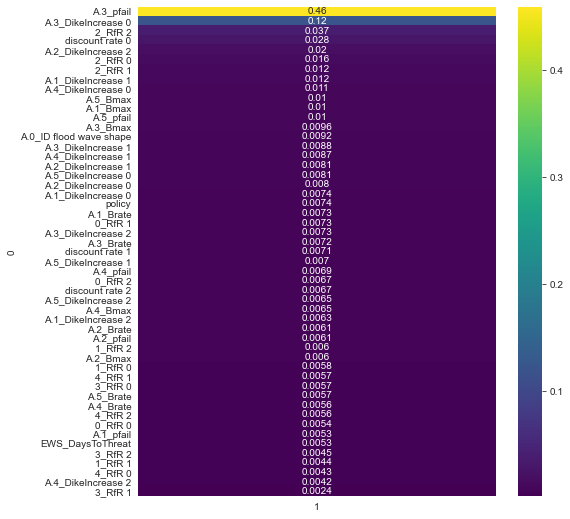 A.3_pfail 0.46
A.3_DikeIncrease 0 0.12
2_RfR 2 0.037
discount rate 0 0.028
A.2_DikeIncrease 2 0.02
2_RfR 0 0.016
2_RfR 1 0.012
A.1_DikeIncrease 1 0.012
A.4_DikeIncrease 0 0.011
A.5_Bmax 0.01
A.1_Bmax 0.01
A.5_pfail 0.01
A.3_Bmax 0.0096
A.0_ID flood wave shape 0.0092
A.3_DikeIncrease 1 0.0088
A.4_DikeIncrease 1 0.0087
A.2_DikeIncrease 1 0.0081
A.5_DikeIncrease 0 0.0081
A.2_DikeIncrease 0 0.008
A.1_DikeIncrease 0 0.0074
policy 0.0074
A.1_Brate 0.0073
0_RfR 1 0.0073
A.3_DikeIncrease 2 0.0073
A.3_Brate 0.0072
discount rate 1 0.0071
A.5_DikeIncrease 1 0.007
A.4_pfail 0.0069
0_RfR 2 0.0067
discount rate 2 0.0067
A.5_DikeIncrease 2 0.0065
A.4_Bmax 0.0065
A.1_DikeIncrease 2 0.0063
A.2_Brate 0.0061
A.2_pfail 0.0061
1_RfR 2 0.006
A.2_Bmax 0.006
1_RfR 0 0.0058
4_RfR 1 0.0057
3_RfR 0 0.0057
A.5_Brate 0.0057
A.4_Brate 0.0056
4_RfR 2 0.0056
0_RfR 0 0.0054
A.1_pfail 0.0053
EWS_DaysToThreat 0.0053
3_RfR 2 0.0045
1_RfR 1 0.0044
4_RfR 0 0.0043
A.4_DikeIncrease 2 0.0042
3_RfR 1 0.0024
0
1
0.4
0.3
0.2
0.1